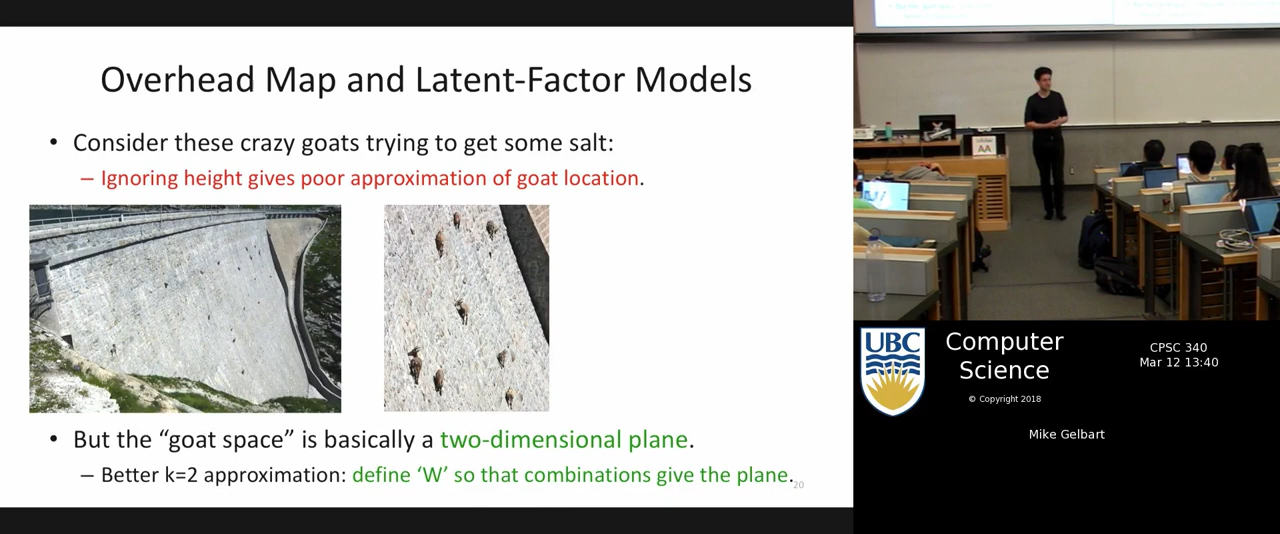 Overhead Map and Latent-Factor Models
• Consider these crazy goats trying to get some salt:
– Ignoring height gives poor approximation of goat location.
• But the “goat space” is basically a two-dimensional plane.
– Better k=2 approximation: define ‘W’ so that combinations give the plane.
20
AA
UBC
Computer
Science
© Copyright 2018
CPSC 340
Mar 12 13:40
Mike Gelbart